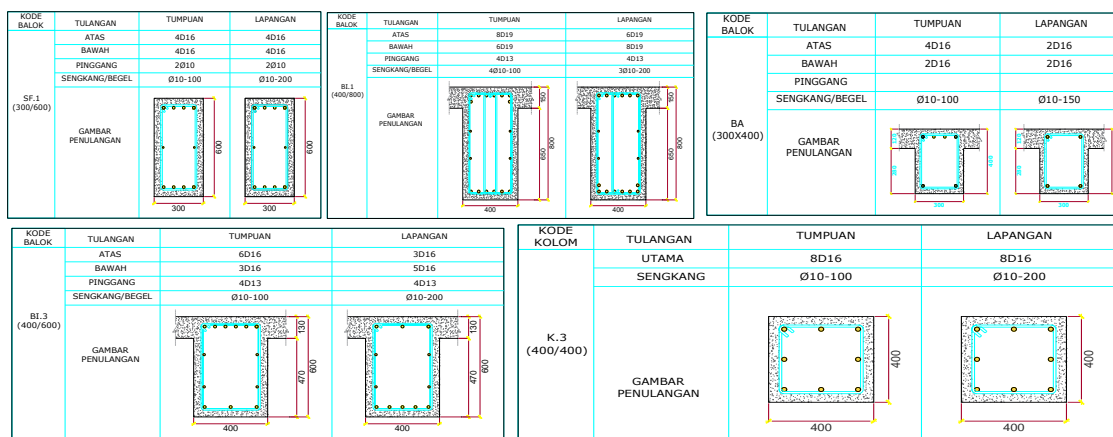 KODE BALOK TULANGAN TUMPUAN LAPANGAN
ATAS 4D16 4D16
BAWAH 4D16 4D16
PINGGANG 2Ø10 2Ø10
SENGKANG/BEGEL Ø10-100 Ø10-200
SF.1
(300/600)
GAMBAR
PENULANGAN
600
600
300
300
KODE BALOK TULANGAN TUMPUAN LAPANGAN
ATAS 8D19 6D19
BAWAH 6D19 8D19
PINGGANG 4D13 4D13
SENGKANG/BEGEL 4Ø10-100 3Ø10-200
BI.1
(400/800)
GAMBAR
PENULANGAN
150
650
800
150
650
800
400
400
KODE BALOK TULANGAN TUMPUAN LAPANGAN
ATAS 4D16 2D16
BAWAH 2D16 2D16
PINGGANG
SENGKANG/BEGEL Ø10-100 Ø10-150
BA
(300X400)
GAMBAR
PENULANGAN
300
300
KODE BALOK TULANGAN TUMPUAN LAPANGAN
ATAS 6D16 3D16
BAWAH 3D16 5D16
PINGGANG 4D13 4D13
SENGKANG/BEGEL Ø10-100 Ø10-200
BI.3
(400/600)
GAMBAR
PENULANGAN
130
470
600
130
470
600
400
400
KODE KOLOM TULANGAN TUMPUAN LAPANGAN
UTAMA 8D16 8D16
SENGKANG Ø10-100 Ø10-200
K.3
(400/400)
GAMBAR
PENULANGAN
400
400
400
400